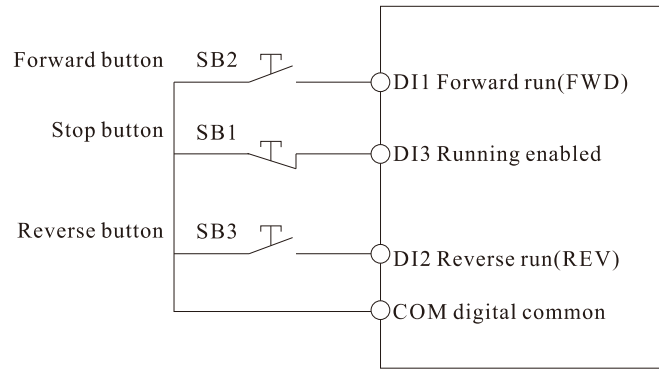 Forward button SB2 DI1 Forward run(FWD)
Stop button SB1 DI3 Running enabled
Reverse button SB3 DI2 Reverse run(REV)
COM digital common